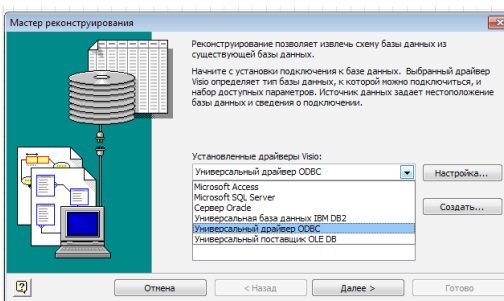 Мастер реконструирования
Реконструирование позволяет извлечь схему базы данных из
существующей базы данных.
Начните с установки подключения к базе данных. Выбранный драйвер
Visio определяет тип базы данных, к которой можно подключиться, и
набор доступных параметров. Источник данных задает местоположение
базы данных и сведения о подключении.
Установленные драйверы Visio:
Универсальный драйвер ODBC
Настройка...
Microsoft Access
Microsoft SQL Server
Сервер Oracle
Универсальная база данных IBM DB2
Универсальный драйвер ODBC
Универсальный поставщик OLE DB
Создать...
Отмена
< Назад
Далее >
Готово